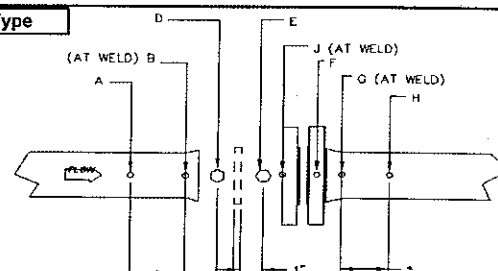 Type
D
E
J (AT WELD)
(AT WELD) B
F
A
G (AT WELD)
H
FLOW
1"